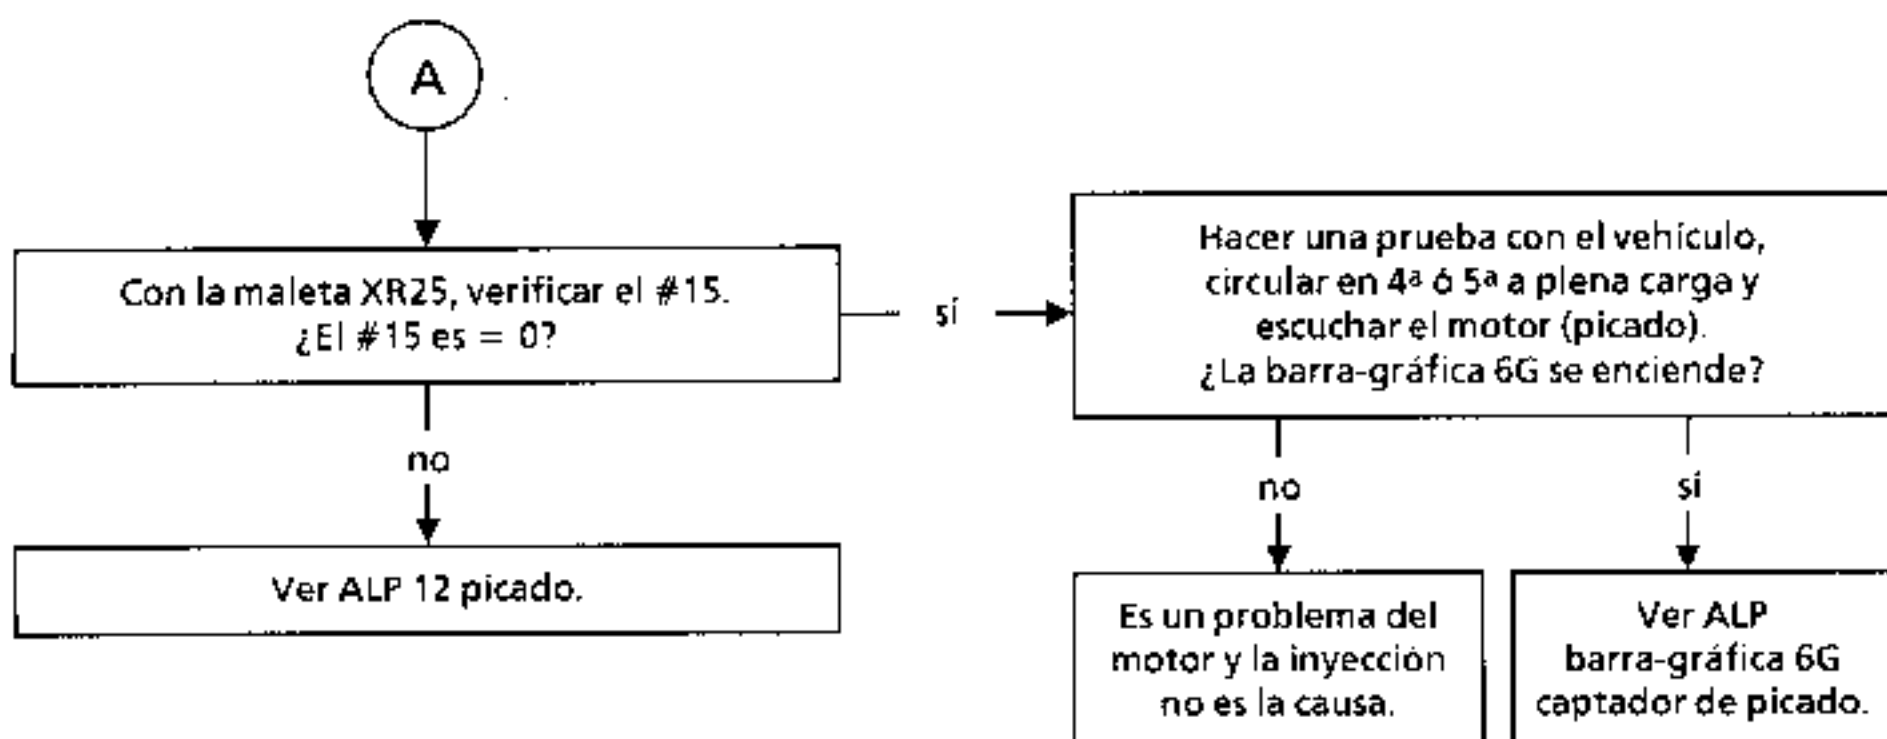 A
Con la maleta XR25, verificar el #15.
¿El #15 es = 0?
sí
Hacer una prueba con el vehículo,
circular en 4ª ó 5ª a plena carga y
escuchar el motor (picado).
¿La barra-gráfica 6G se enciende?
no
Ver ALP 12 picado.
no
sí
Es un problema del
motor y la inyección
no es la causa.
Ver ALP
barra-gráfica 6G
captador de picado.